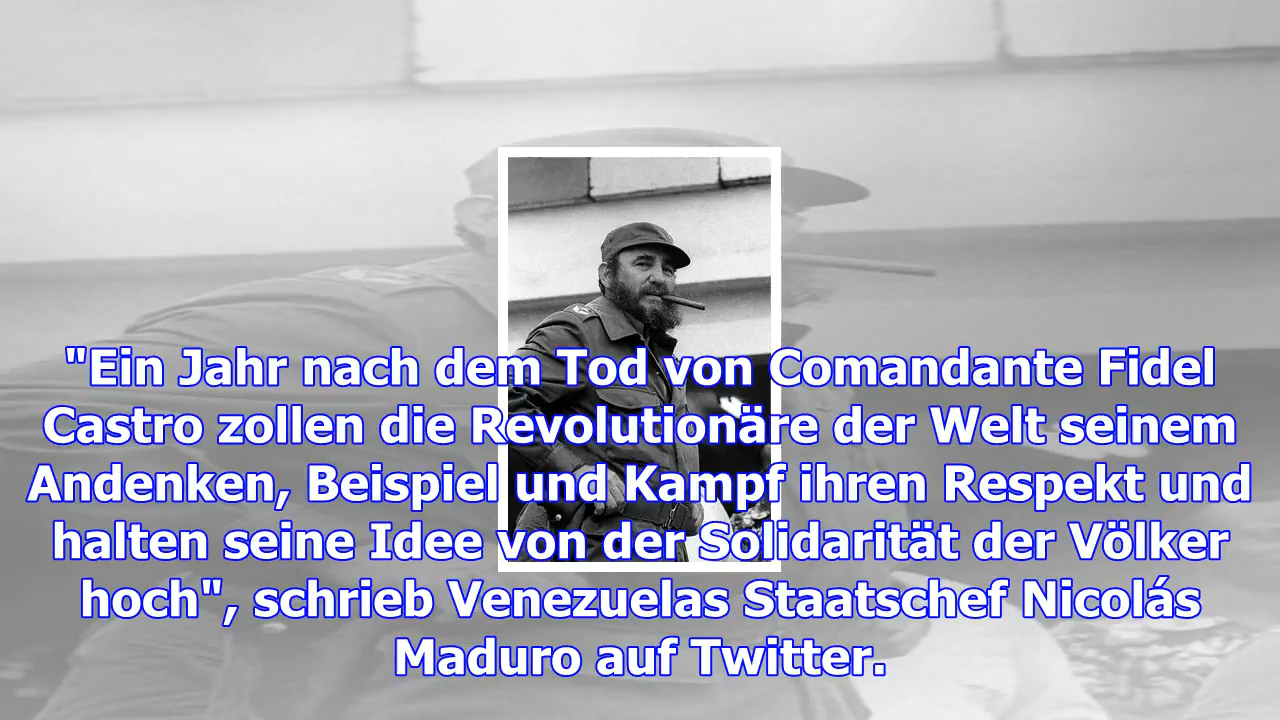 "Ein Jahr nach dem Tod von Comandante Fidel
Castro zollen die Revolutionäre der Welt seinem
Andenken, Beispiel und Kampf ihren Respekt und
halten seine Idee von der Solidarität der Völker
hoch", schrieb Venezuelas Staatschef Nicolás
Maduro auf Twitter.